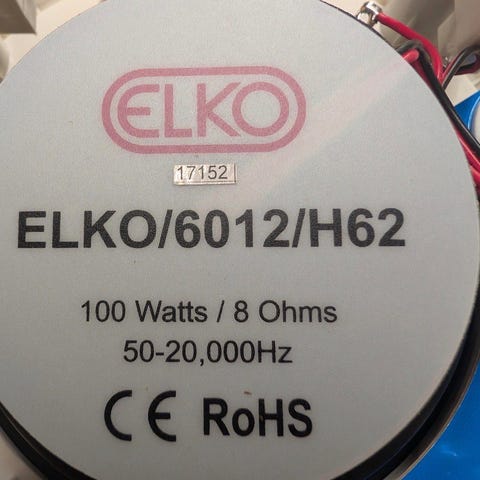 ELKO
17152
ELKO/6012/H62
100 Watts / 8 Ohms
50-20,000Hz
CE RoHS